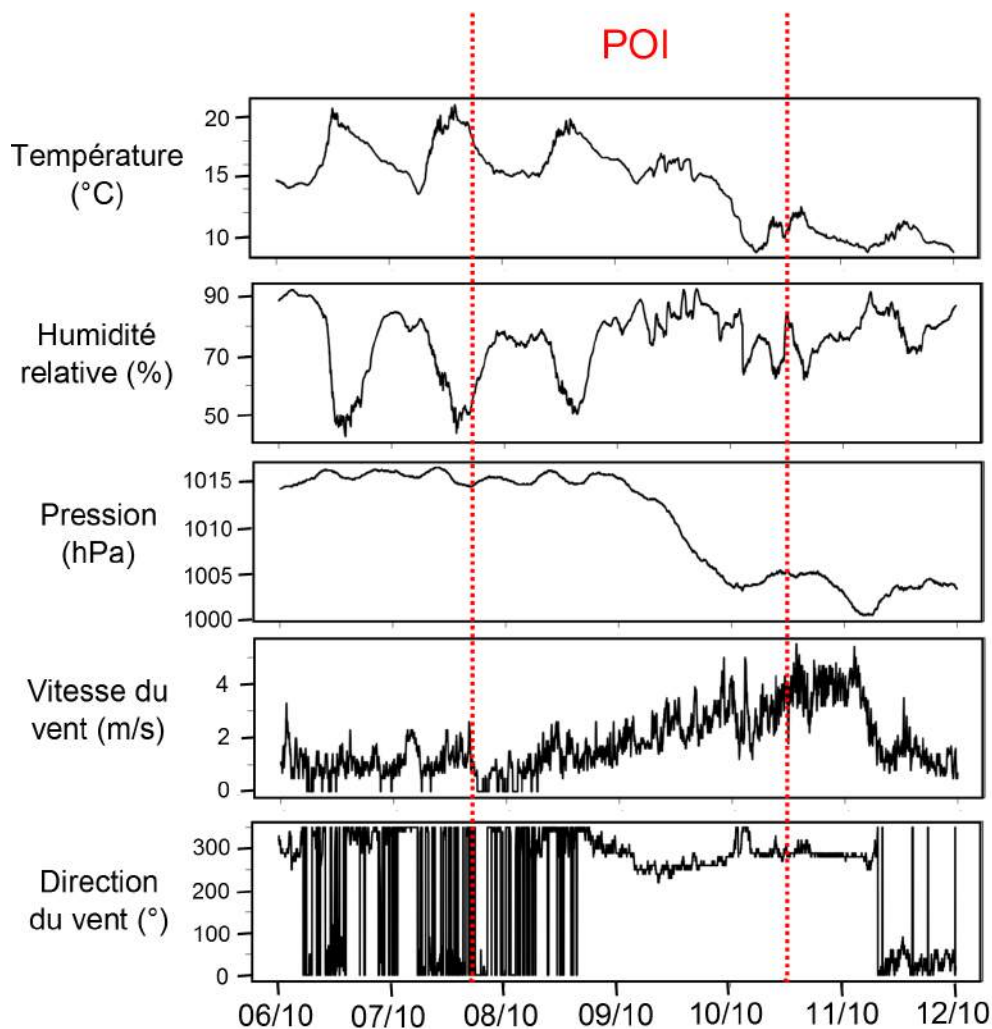 POI
Température
(°C)
20
15
10
Humidité
relative (%)
90
70
50
Pression
(hPa)
1015
1010
1005
1000
Vitesse du
vent (m/s)
4
2
0
Direction
du vent (°)
300
200
100
0
06/10 07/10 08/10 09/10 10/10 11/10 12/10